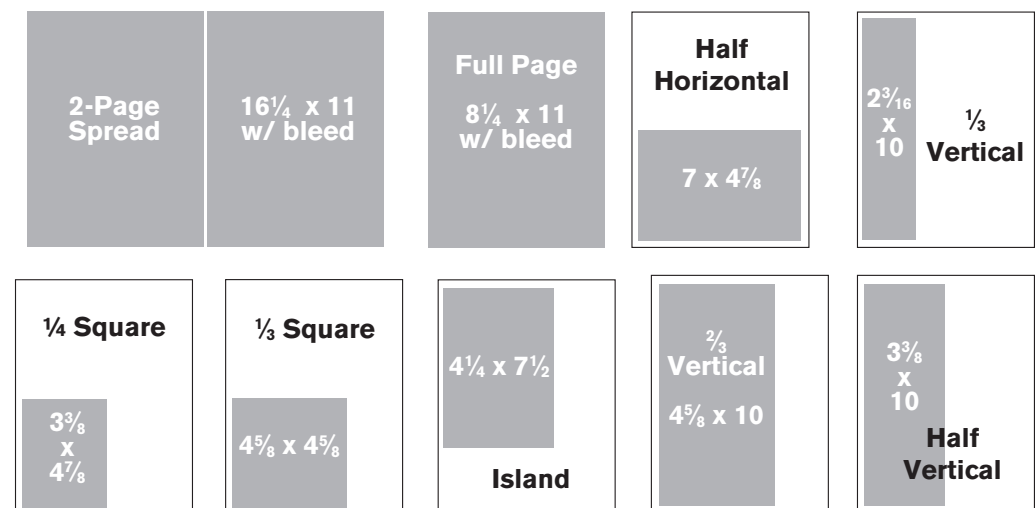 2-Page
Spread
16¼ x 11
w/ bleed
Full Page
8¼ x 11
w/ bleed
Half
Horizontal
7 x 4⅞
2³⁄₁₆
x
10
⅓
Vertical
¼ Square
3⅜
x
4⅞
⅓ Square
4⅝ x 4⅝
4¼ x 7½
Island
⅔
Vertical
4⅝ x 10
3⅜
x
10
Half
Vertical